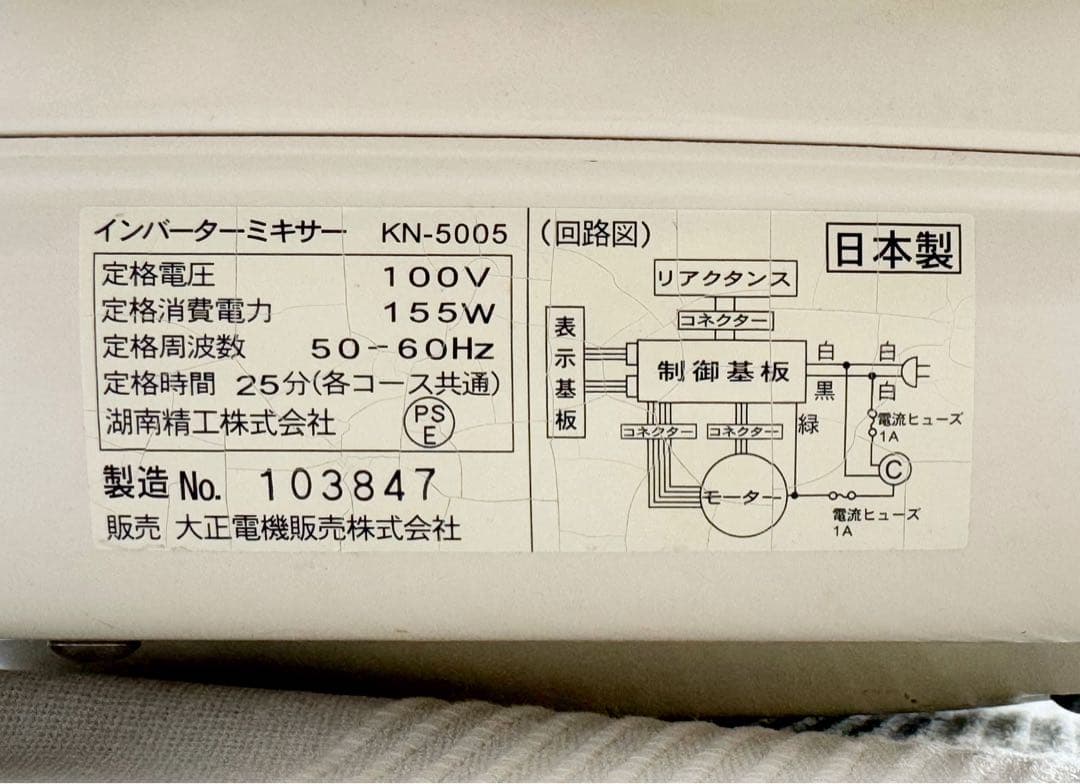 インバーターミキサー KN-5005
定格電圧 100V
定格消費電力 155W
定格周波数 50-60Hz
定格時間 25分(各コース共通)
湖南精工株式会社
PS
E
製造No. 103847
販売 大正電機販売株式会社
(回路図)
日本製
リアクタンス
コネクター
表示基板
制御基板
白
白
黒
白
緑
コネクター
コネクター
電流ヒューズ
1A
C
モーター
電流ヒューズ
1A